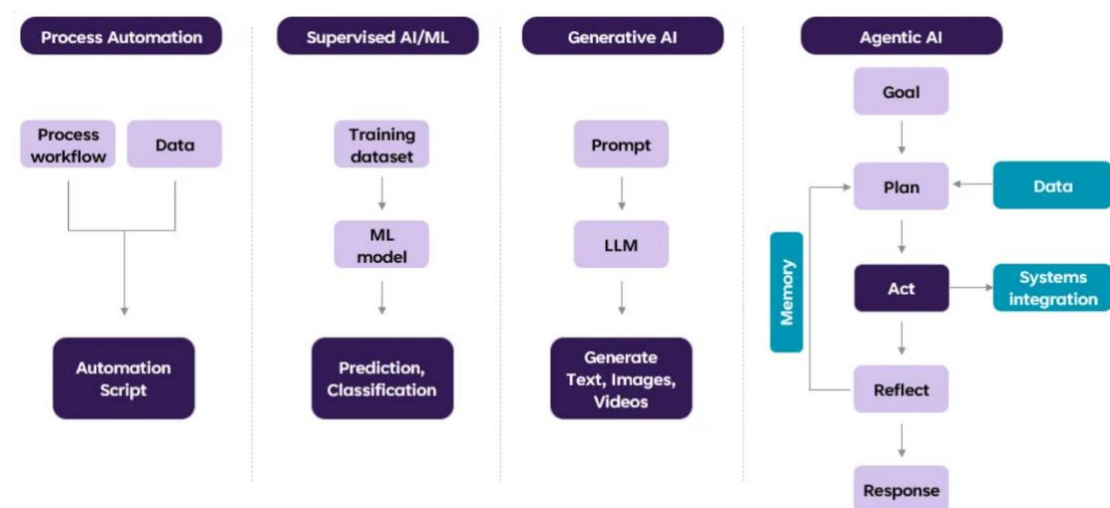 Process Automation
Supervised AI/ML
Generative AI
Agentic AI
Process
workflow
Data
Automation
Script
Training
dataset
ML
model
Prediction,
Classification
Prompt
LLM
Generate
Text, Images,
Videos
Goal
Plan
Data
Memory
Act
Systems
integration
Reflect
Response